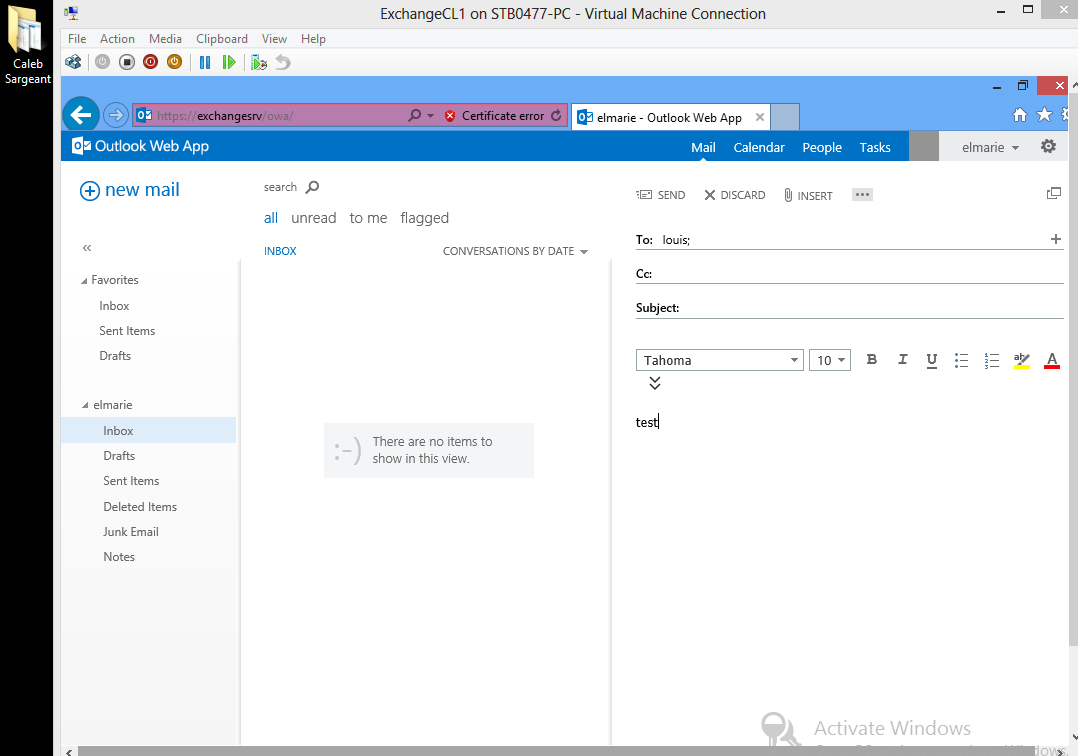 Caleb
Sargeant
ExchangeCL1 on STB0477-PC - Virtual Machine Connection
File Action Media Clipboard View Help
https://exchangesrv/owa/
Certificate error
elmarie - Outlook Web App
Outlook Web App
Mail Calendar People Tasks
elmarie
new mail
«
Favorites
Inbox
Sent Items
Drafts
elmarie
Inbox
Drafts
Sent Items
Deleted Items
Junk Email
Notes
search
all unread to me flagged
INBOX CONVERSATIONS BY DATE
:-)
There are no items to
show in this view.
SEND DISCARD INSERT •••
To: louis;
Cc:
Subject:
Tahoma 10 B I U ab A
test
Activate Windows